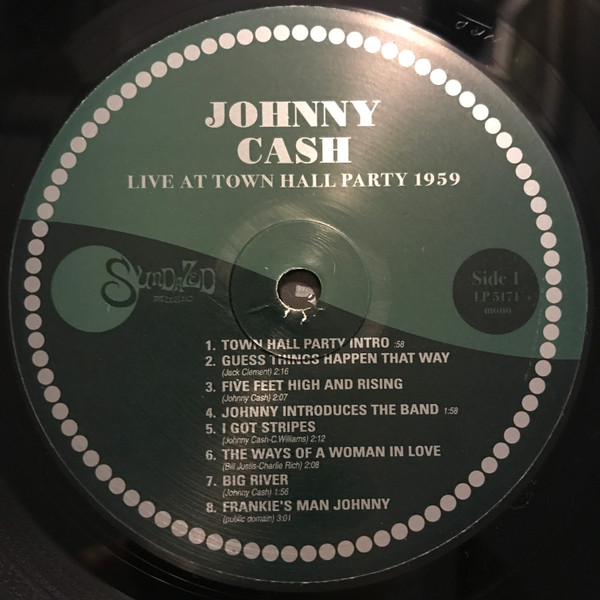 JOHNNY
CASH
LIVE AT TOWN HALL PARTY 1959
SUNDAZED
MUSIC
Side 1
LP 5171
mono
1. TOWN HALL PARTY INTRO :58
2. GUESS THINGS HAPPEN THAT WAY
(Jack Clement) 2:16
3. FIVE FEET HIGH AND RISING
(Johnny Cash) 2:07
4. JOHNNY INTRODUCES THE BAND 1:58
5. I GOT STRIPES
(Johnny Cash-C.Williams) 2:12
6. THE WAYS OF A WOMAN IN LOVE
(Bill Justis-Charlie Rich) 2:08
7. BIG RIVER
(Johnny Cash) 1:56
8. FRANKIE'S MAN JOHNNY
(public domain) 3:01